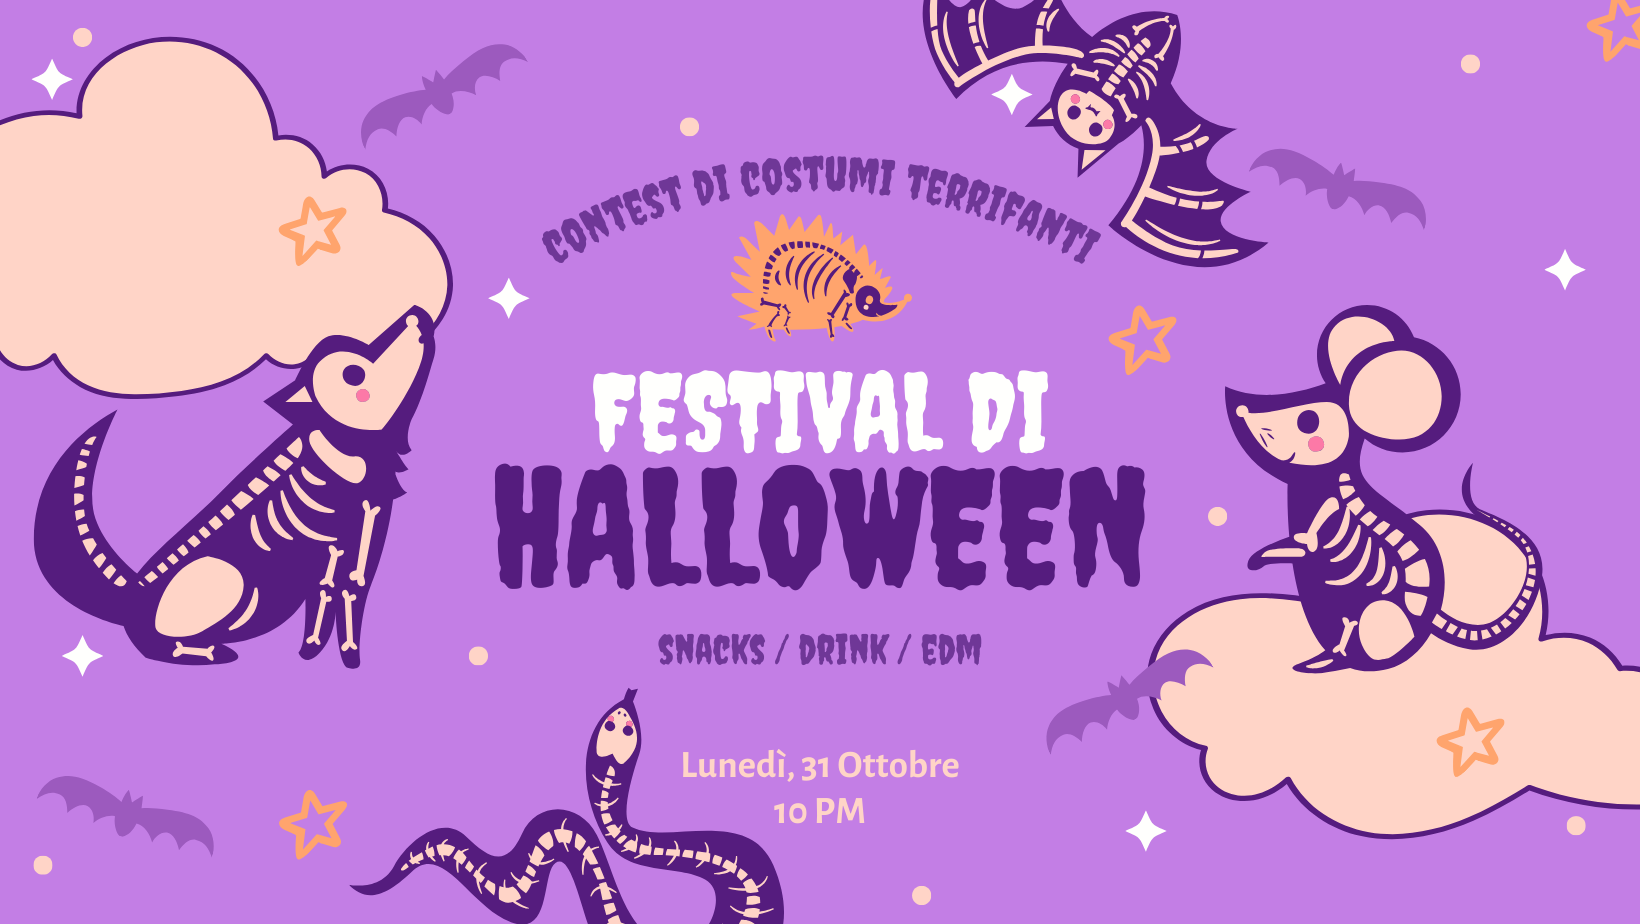 CONTEST DI COSTUMI TERRIFANTI
FESTIVAL DI
HALLOWEEN
SNACKS / DRINK / EDM
Lunedì, 31 Ottobre
10 PM